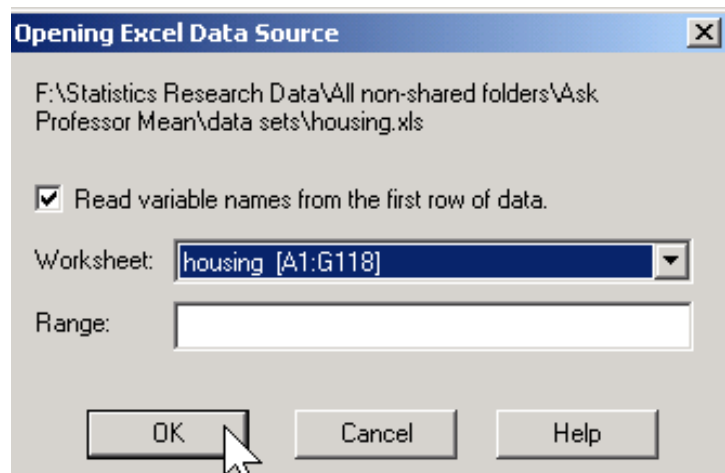 Opening Excel Data Source
F:\Statistics Research Data\All non-shared folders\Ask
Professor Mean\data sets\housing.xls
Read variable names from the first row of data.
Worksheet: housing [A1:G118]
Range:
OK Cancel Help